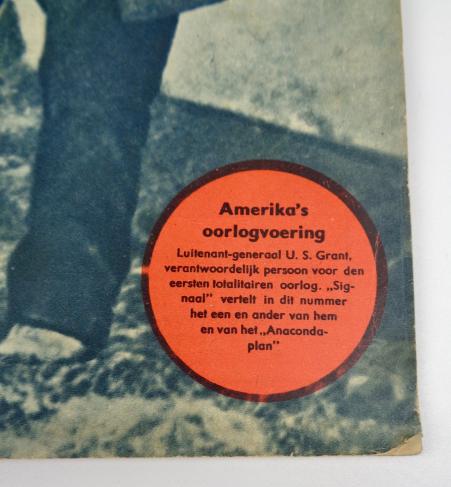 Amerika's
oorlogvoering
Luitenant-generaal U. S. Grant,
verantwoordelijk persoon voor den
eersten totalitairen oorlog. „Sig-
naal” vertelt in dit nummer
het een en ander van hem
en van het „Anaconda-
plan”